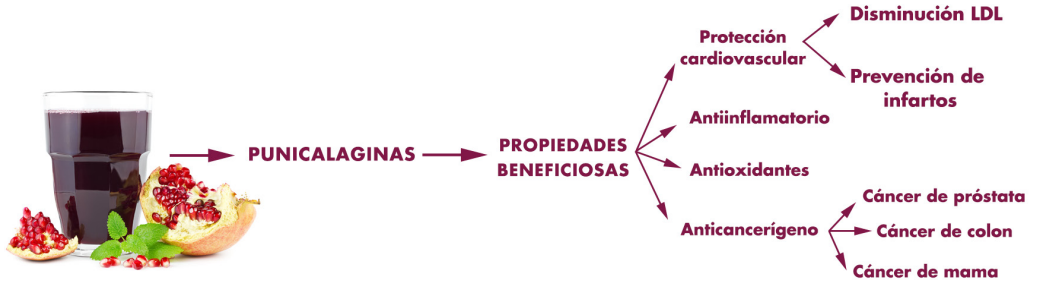 PUNICALAGINAS
PROPIEDADES
BENEFICIOSAS
Protección
cardiovascular
Disminución LDL
Prevención de
infartos
Antiinflamatorio
Antioxidantes
Anticancerígeno
Cáncer de próstata
Cáncer de colon
Cáncer de mama